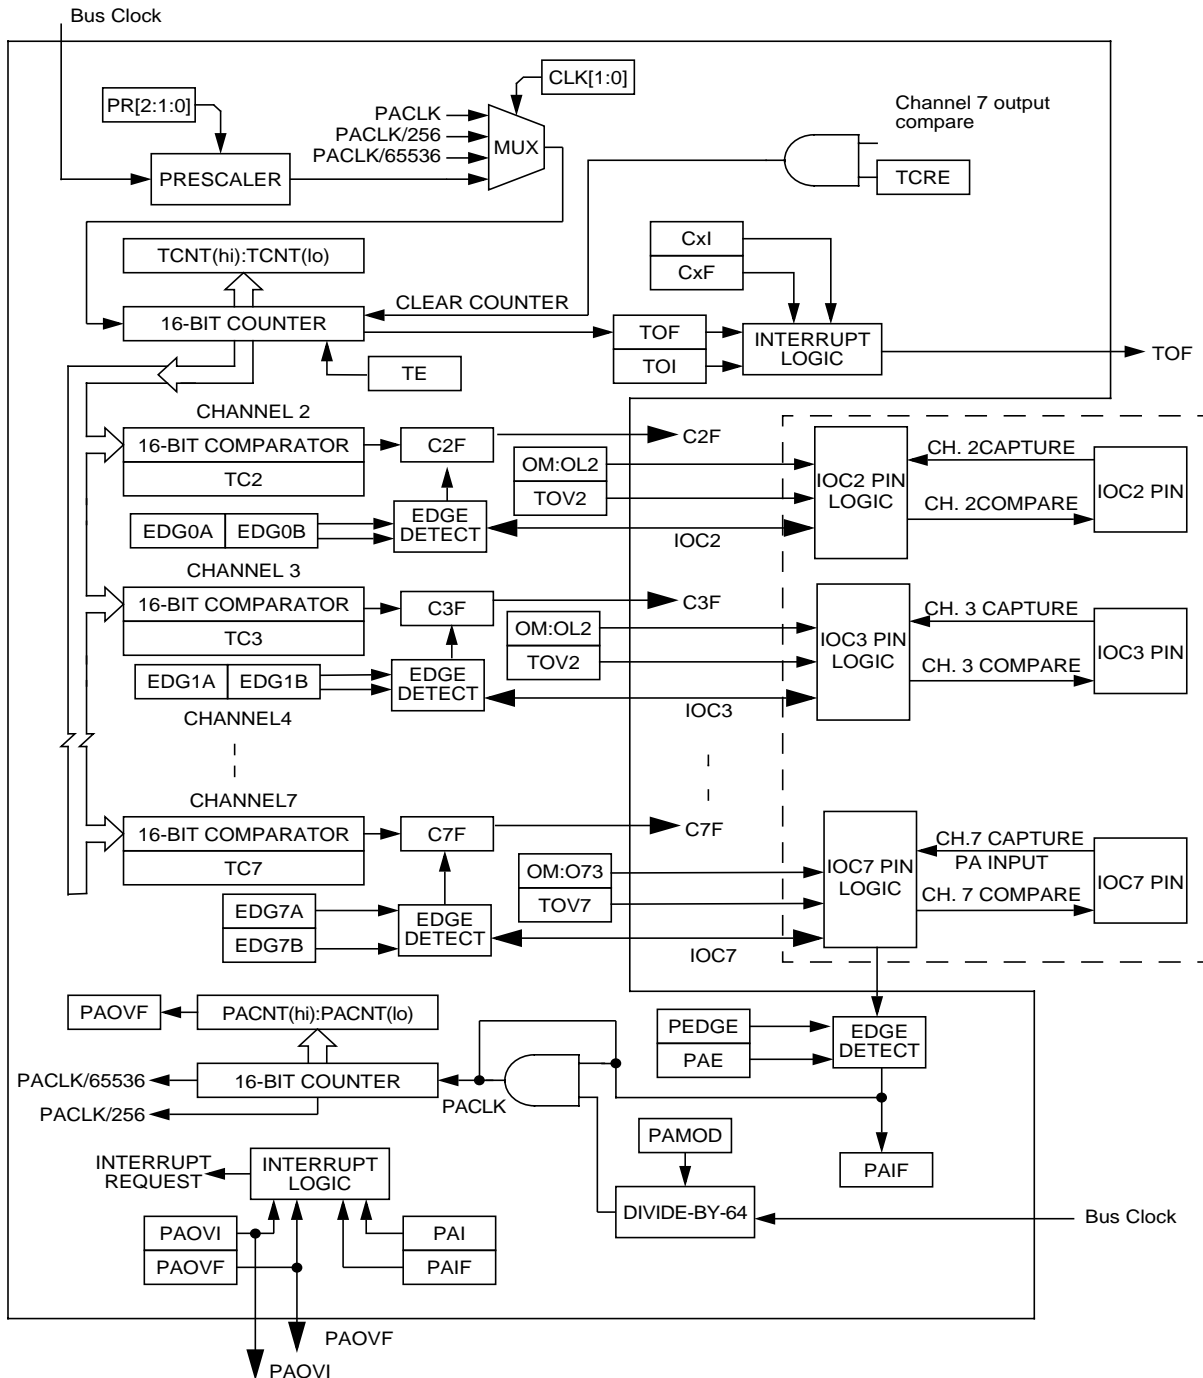 Bus Clock
CLK[1:0]
PR[2:1:0]
Channel 7 output
compare
PACLK
PACLK/256
PACLK/65536
MUX
PRESCALER
TCRE
CxI
CxF
TCNT(hi):TCNT(lo)
CLEAR COUNTER
16-BIT COUNTER
TOF
TOI
INTERRUPT
LOGIC
TOF
TE
CHANNEL 2
16-BIT COMPARATOR
TC2
C2F
C2F
OM:OL2
TOV2
IOC2 PIN
LOGIC
CH. 2CAPTURE
CH. 2COMPARE
IOC2 PIN
EDG0A
EDG0B
EDGE
DETECT
IOC2
CHANNEL 3
16-BIT COMPARATOR
TC3
C3F
C3F
OM:OL2
TOV2
IOC3 PIN
LOGIC
CH. 3 CAPTURE
CH. 3 COMPARE
IOC3 PIN
EDG1A
EDG1B
EDGE
DETECT
IOC3
CHANNEL4
CHANNEL7
16-BIT COMPARATOR
TC7
C7F
C7F
OM:O73
TOV7
IOC7 PIN
LOGIC
CH.7 CAPTURE
PA INPUT
CH. 7 COMPARE
IOC7 PIN
EDG7A
EDG7B
EDGE
DETECT
IOC7
PAOVF
PACNT(hi):PACNT(lo)
PEDGE
PAE
EDGE
DETECT
PACLK/65536
16-BIT COUNTER
PACLK
PACLK/256
PAMOD
PAIF
INTERRUPT
REQUEST
INTERRUPT
LOGIC
DIVIDE-BY-64
Bus Clock
PAOVI
PAOVF
PAI
PAIF
PAOVF
PAOVI